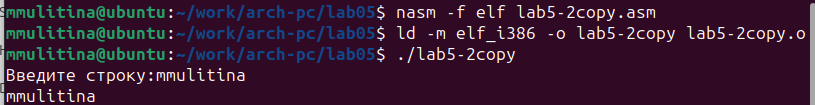 mmulitina@ubuntu:~/work/arch-pc/lab05$ nasm -f elf lab5-2copy.asm
mmulitina@ubuntu:~/work/arch-pc/lab05$ ld -m elf_i386 -o lab5-2copy lab5-2copy.o
mmulitina@ubuntu:~/work/arch-pc/lab05$ ./lab5-2copy
Введите строку:mmulitina
mmulitina